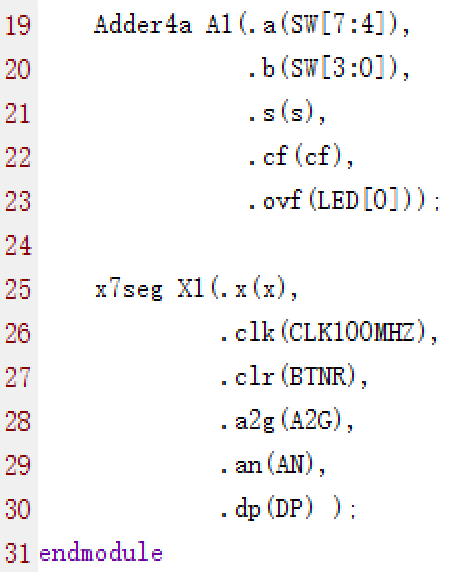 19 Adder4a A1(.a(SW[7:4]),
20 .b(SW[3:0]),
21 .s(s),
22 .cf(cf),
23 .ovf(LED[0]));
24
25 x7seg X1(.x(x),
26 .clk(CLK100MHZ),
27 .clr(BTNR),
28 .a2g(A2G),
29 .an(AN),
30 .dp(DP) );
31 endmodule